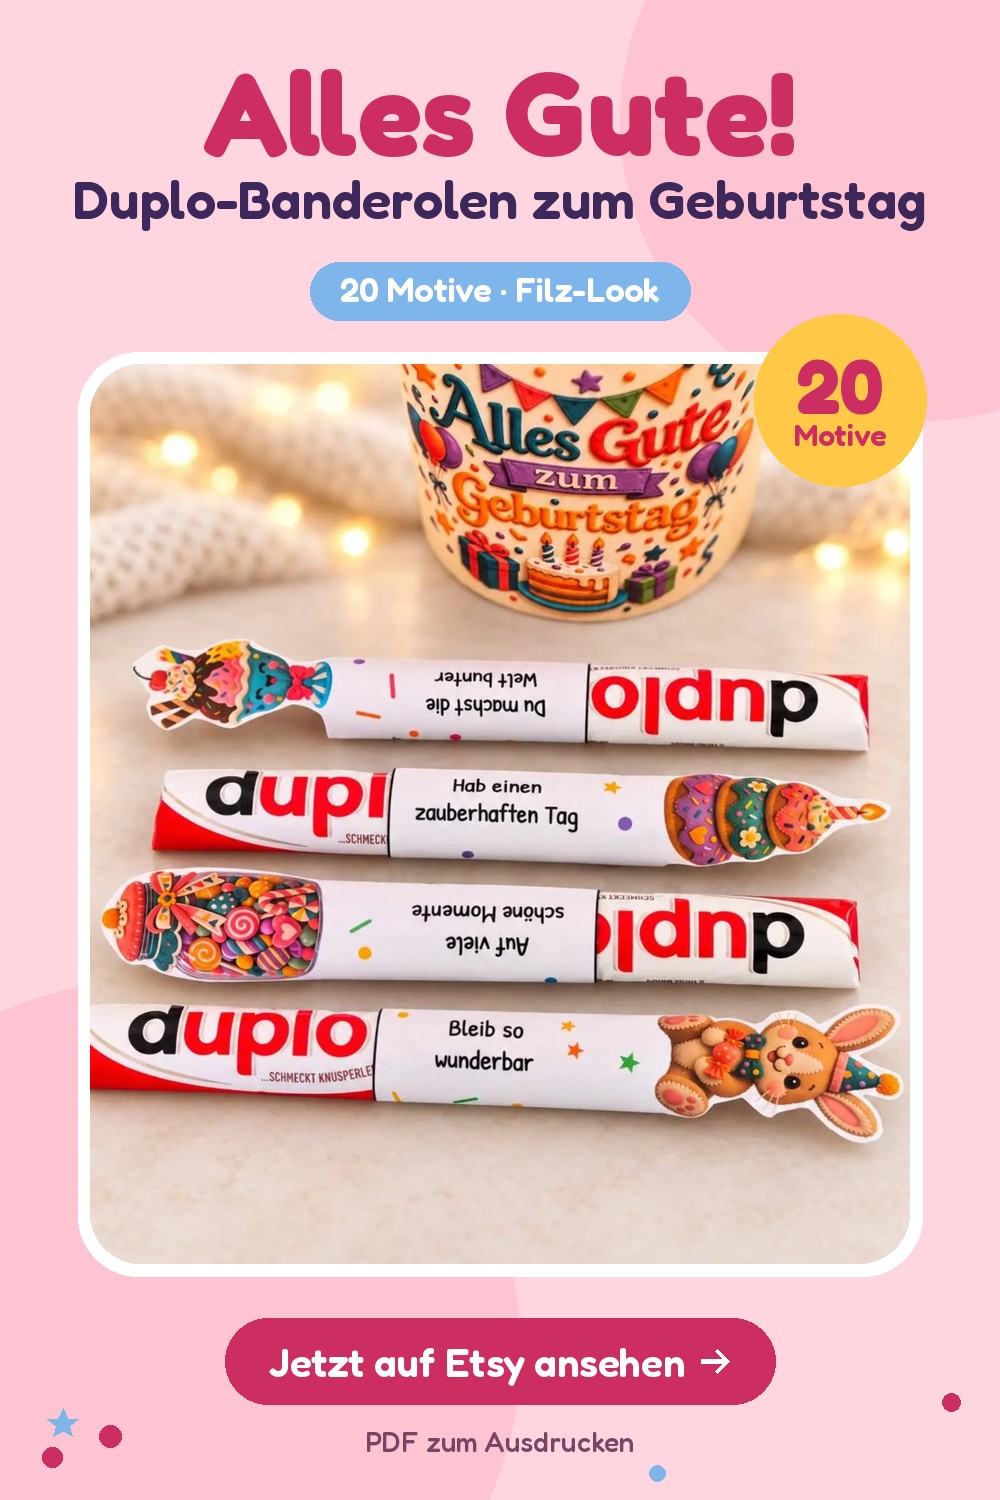 Alles Gute!
Duplo-Banderolen zum Geburtstag
20 Motive · Filz-Look
20
Motive
Alles Gute
zum
Geburtstag
Du machst die
Welt bunter
duplo
dupl
...SCHMECK
Hab einen
zauberhaften Tag
Auf viele
schöne Momente
duplo
duplo
...SCHMECKT KNUSPERLE
Bleib so
wunderbar
Jetzt auf Etsy ansehen →
PDF zum Ausdrucken